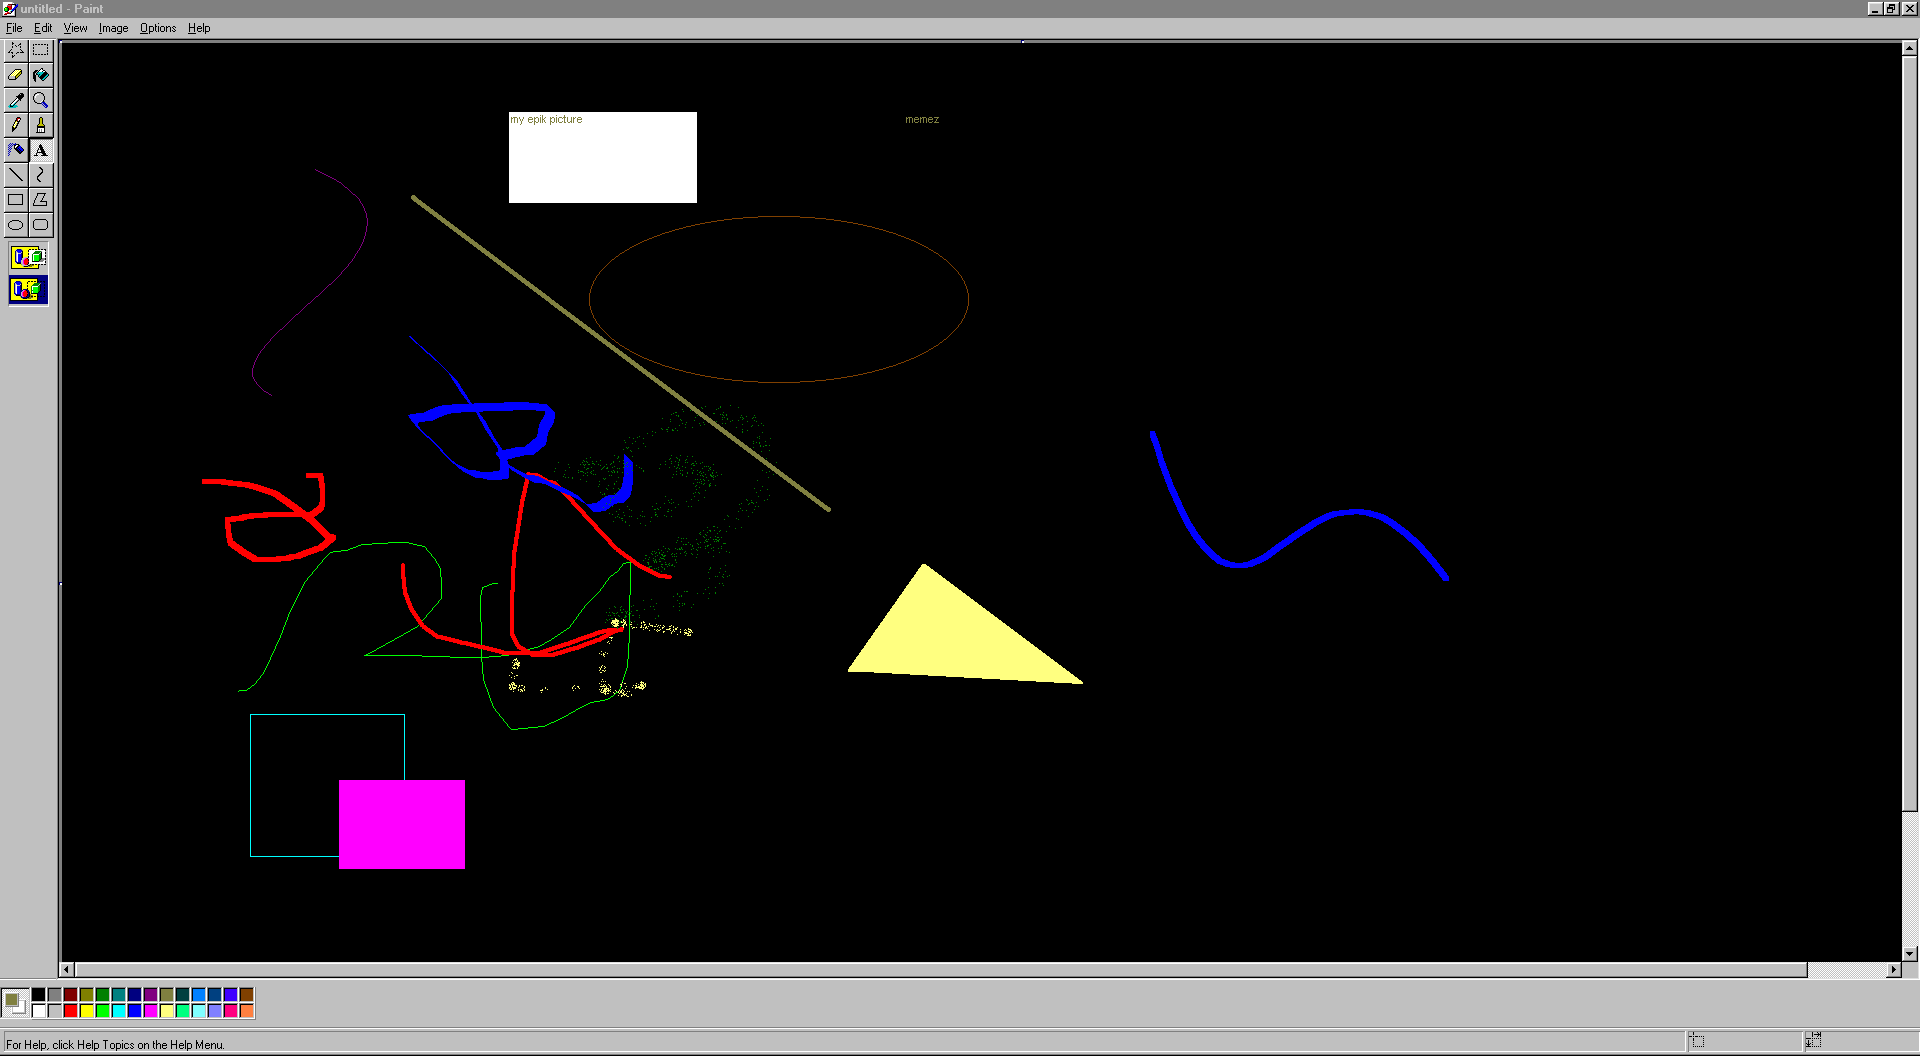 untitled - Paint
File Edit View Image Options Help
my epik picture
memez
A
For Help, click Help Topics on the Help Menu.